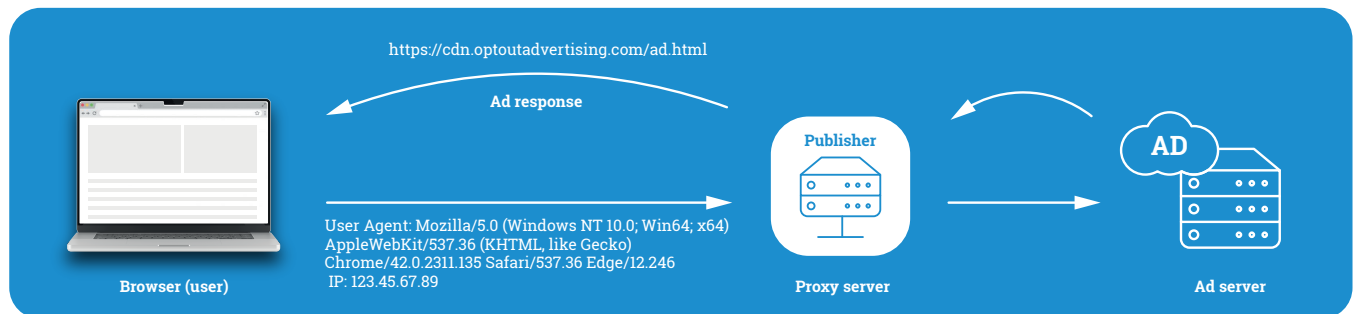 https://cdn.optoutadvertising.com/ad.html
Ad response
Publisher
AD
User Agent: Mozilla/5.0 (Windows NT 10.0; Win64; x64)
AppleWebKit/537.36 (KHTML, like Gecko)
Chrome/42.0.2311.135 Safari/537.36 Edge/12.246
IP: 123.45.67.89
Browser (user)
Proxy server
Ad server